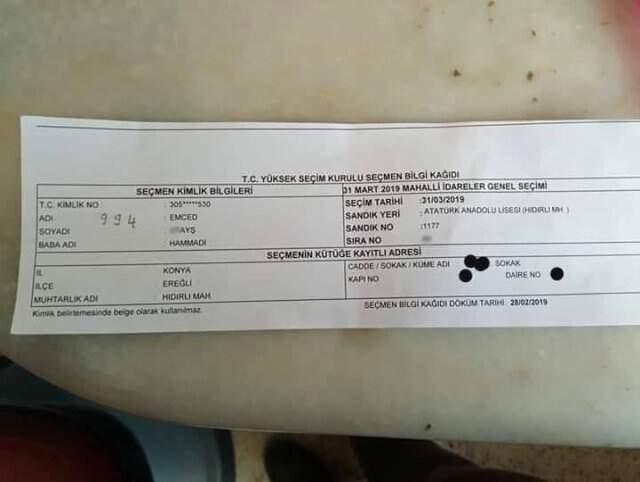 T.C. YÜKSEK SEÇİM KURULU SEÇMEN BİLGİ KAĞIDI
SEÇMEN KİMLİK BİLGİLERİ
T.C. KİMLİK NO : 305*****530
ADI : EMCED
994
SOYADI : AYŞ
BABA ADI : HAMMADİ
31 MART 2019 MAHALLİ İDARELER GENEL SEÇİMİ
SEÇİM TARİHİ : 31/03/2019
SANDIK YERİ : ATATÜRK ANADOLU LİSESİ (HIDIRLI MH. )
SANDIK NO : 1177
SIRA NO :
SEÇMENİN KÜTÜĞE KAYITLI ADRESİ
İL : KONYA
İLÇE : EREĞLİ
MUHTARLIK ADI : HIDIRLI MAH.
CADDE / SOKAK / KÜME ADI : SOKAK
KAPI NO : DAİRE NO :
Kimlik belirlemesinde belge olarak kullanılmaz.
SEÇMEN BİLGİ KAĞIDI DÖKÜM TARİHİ: 28/02/2019